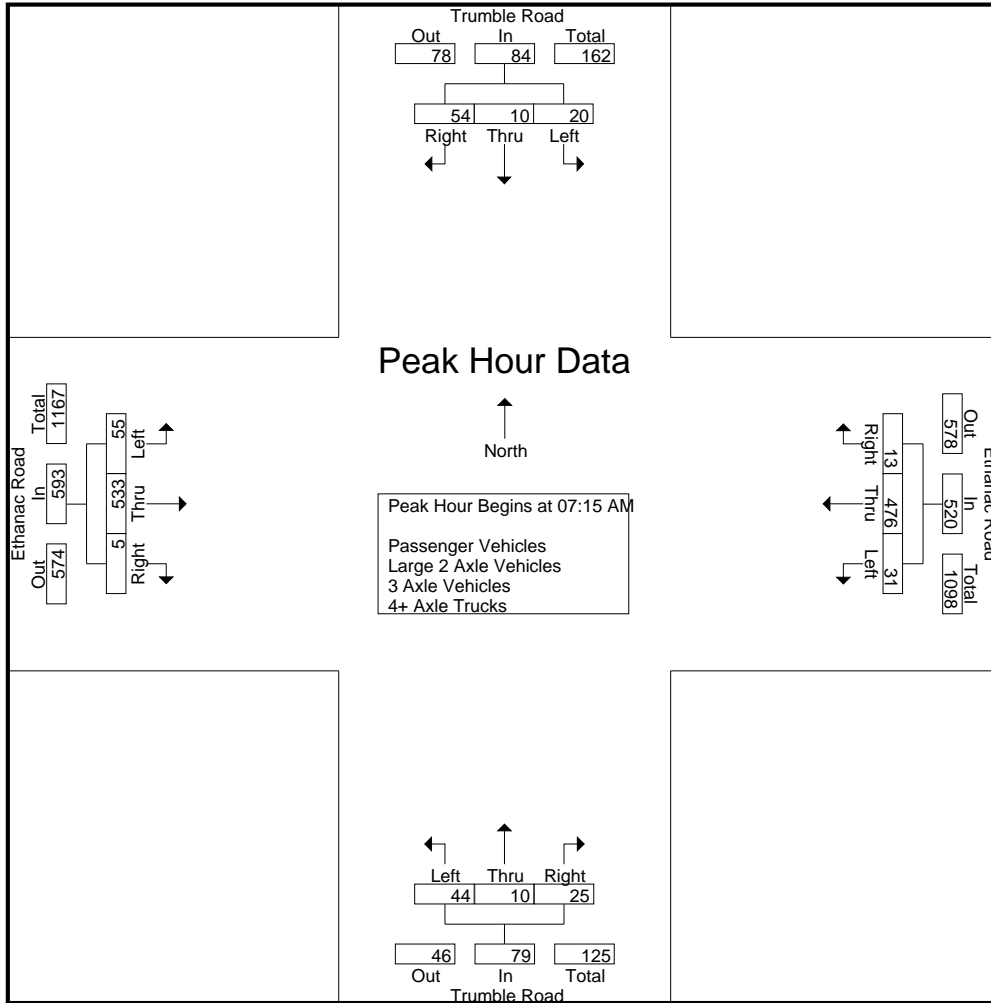 Trumble Road
Out In Total
78 84 162
54 10 20
Right Thru Left
Peak Hour Data
North
Peak Hour Begins at 07:15 AM
Passenger Vehicles
Large 2 Axle Vehicles
3 Axle Vehicles
4+ Axle Trucks
Ethanac Road
Out In Total
574 593 1167
5 533 55
Right Thru Left
Ethanac Road
Out In Total
578 520 1098
13 476 31
Right Thru Left
Left Thru Right
44 10 25
46 79 125
Out In Total
Trumble Road